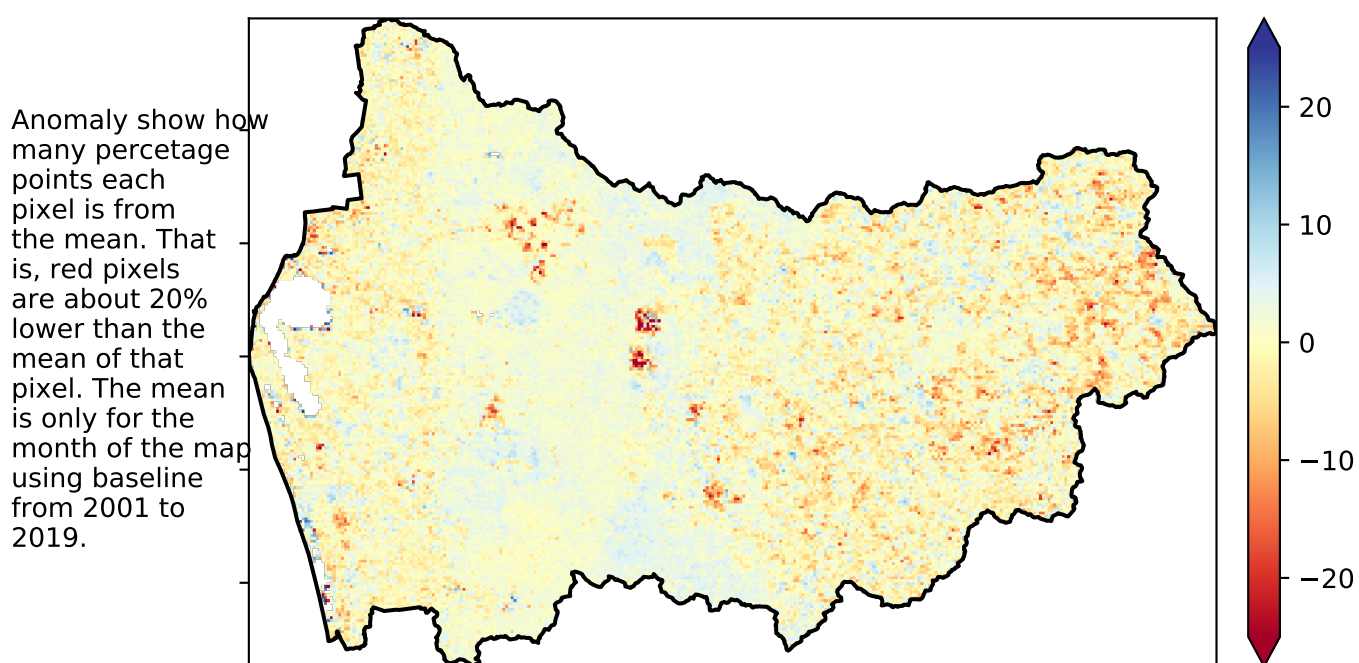 Anomaly show how
many percetage
points each
pixel is from
the mean. That
is, red pixels
are about 20%
lower than the
mean of that
pixel. The mean
is only for the
month of the map
using baseline
from 2001 to
2019.
20
10
0
−10
−20